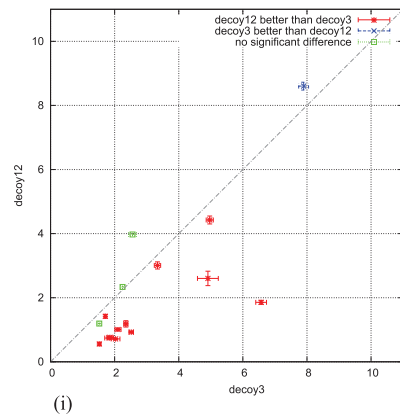 decoy12 better than decoy3
decoy3 better than decoy12
no significant difference
10
8
6
4
2
0
decoy12
0 2 4 6 8 10
decoy3
(i)